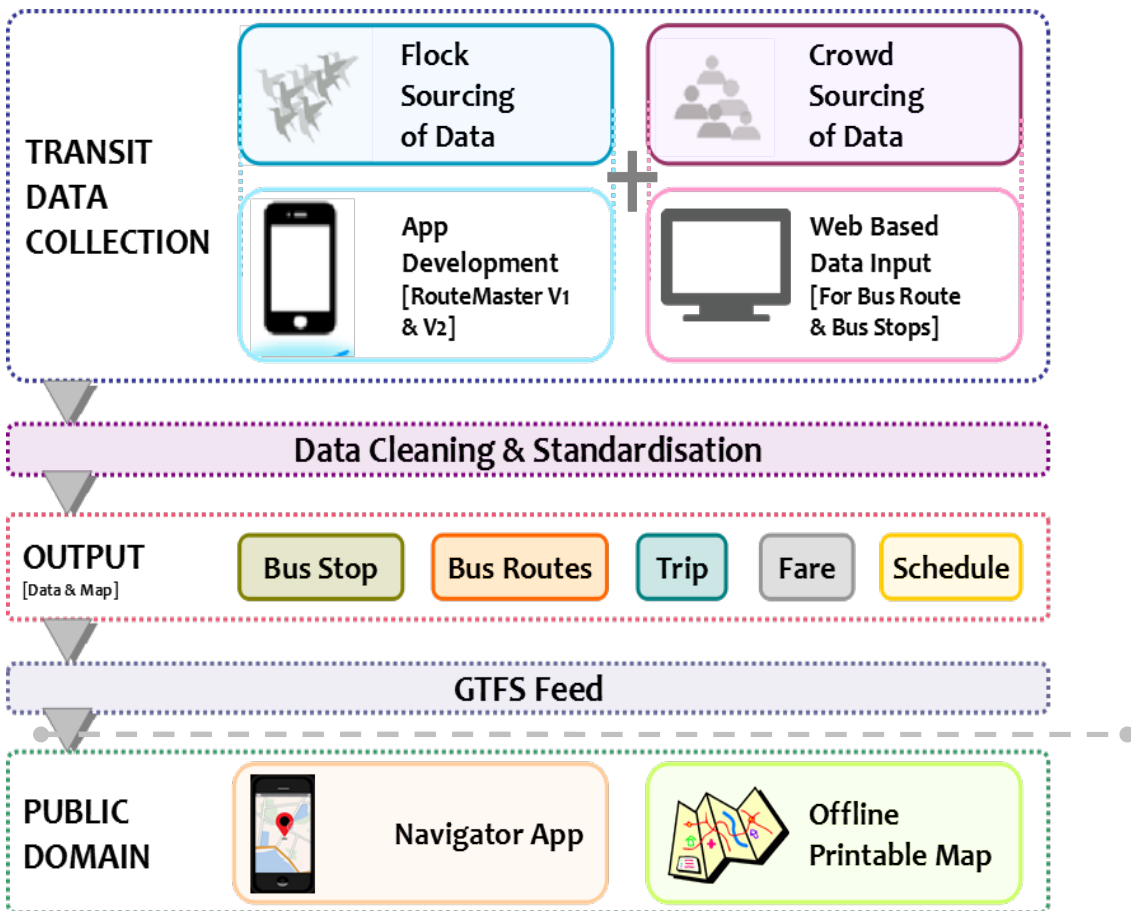 TRANSIT
DATA
COLLECTION
Flock
Sourcing
of Data
Crowd
Sourcing
of Data
App
Development
[RouteMaster V1
& V2]
Web Based
Data Input
[For Bus Route
& Bus Stops]
Data Cleaning & Standardisation
OUTPUT
[Data & Map]
Bus Stop
Bus Routes
Trip
Fare
Schedule
GTFS Feed
PUBLIC
DOMAIN
Navigator App
Offline
Printable Map